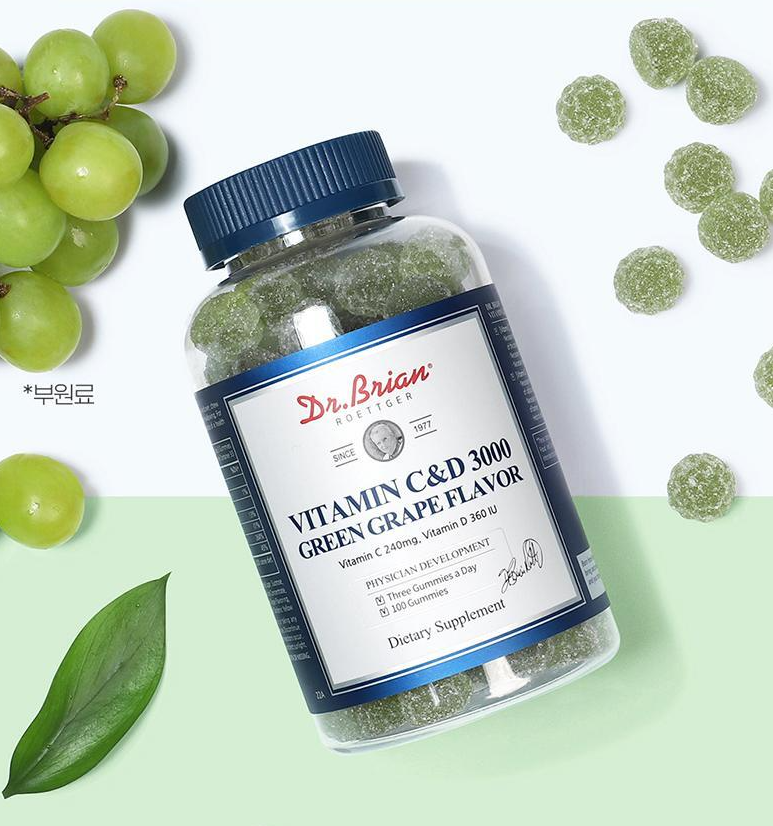 *부원료
Dr.Brian®
ROETTGER
SINCE 1977
VITAMIN C&D 3000
GREEN GRAPE FLAVOR
Vitamin C 240mg, Vitamin D 360 IU
PHYSICIAN DEVELOPMENT
Three Gummies a Day
100 Gummies
Dietary Supplement